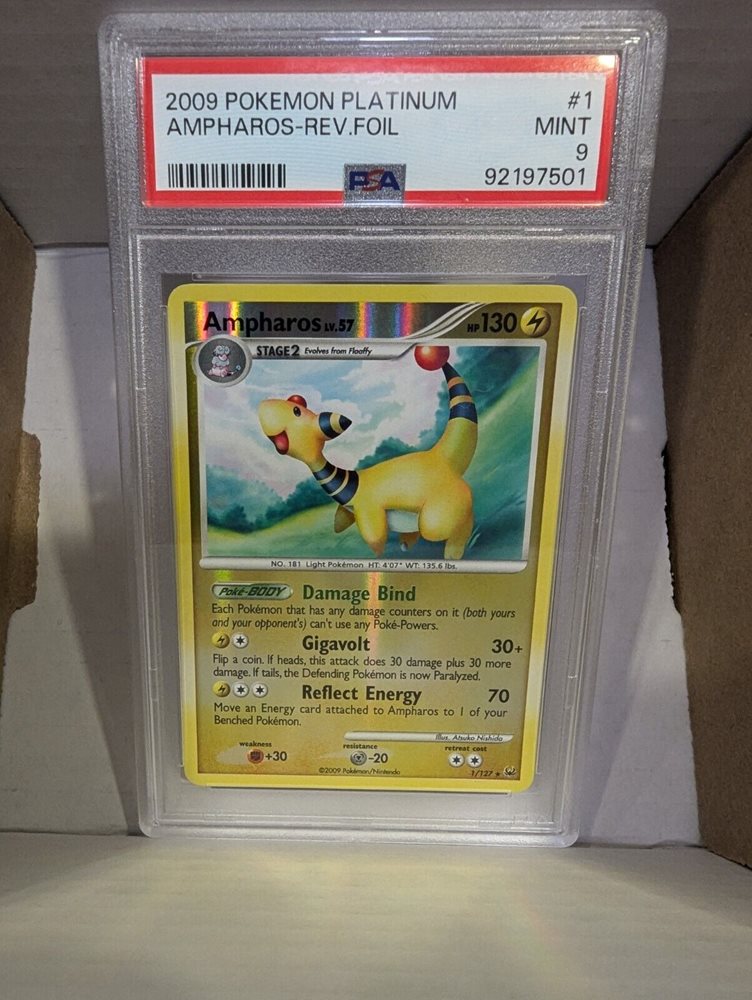 2009 POKEMON PLATINUM #1
AMPHAROS-REV.FOIL MINT
9
PSA 92197501
Ampharos LV.57 HP 130
STAGE2 Evolves from Flaaffy
NO. 181 Light Pokémon HT: 4'07" WT: 135.6 lbs.
Poké-BODY Damage Bind
Each Pokémon that has any damage counters on it (both yours
and your opponent's) can't use any Poké-Powers.
Gigavolt 30+
Flip a coin. If heads, this attack does 30 damage plus 30 more
damage. If tails, the Defending Pokémon is now Paralyzed.
Reflect Energy 70
Move an Energy card attached to Ampharos to 1 of your
Benched Pokémon.
Illus. Atsuko Nishida
weakness resistance retreat cost
+30 -20
©2009 Pokémon/Nintendo 1/127